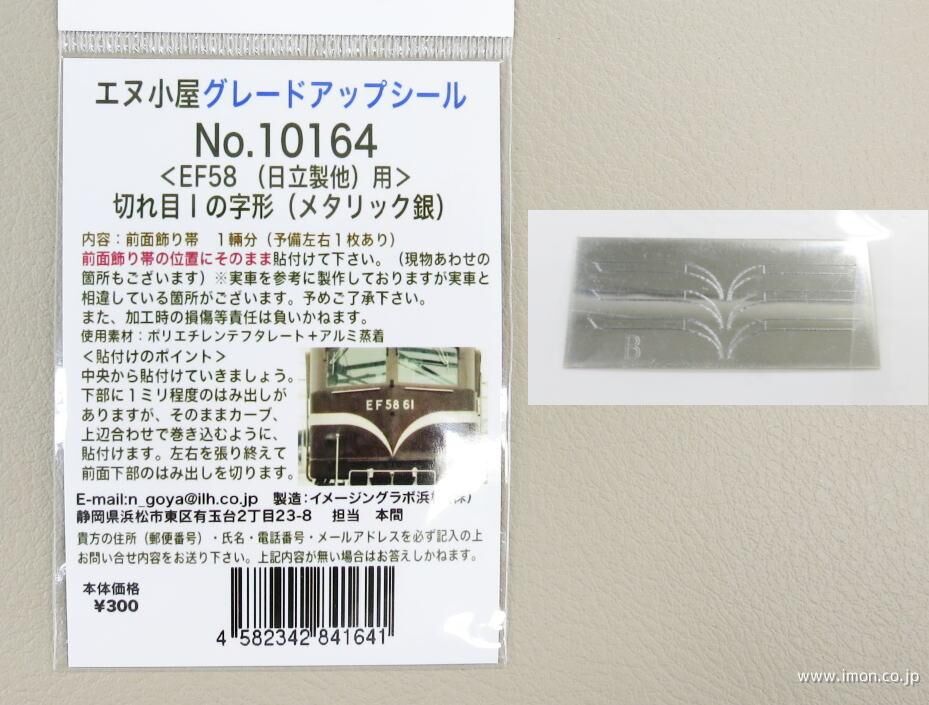 エヌ小屋グレードアップシール
No.10164
＜EF58 （日立製他）用＞
切れ目Ｉの字形（メタリック銀）
内容：前面飾り帯　１輛分（予備左右１枚あり）
前面飾り帯の位置にそのまま貼付けて下さい。（現物あわせの
箇所もございます）※実車を参考に製作しておりますが実車と
相違している箇所がございます。予めご了承下さい。
また、加工時の損傷等責任は負いかねます。
使用素材：ポリエチレンテフタレート＋アルミ蒸着
＜貼付けのポイント＞
中央から貼付けていきましょう。
下部に１ミリ程度のはみ出しが
ありますが、そのままカーブ、
上辺合わせで巻き込むように、
貼付けます。左右を張り終えて
前面下部のはみ出しを切ります。
EF58 61
E-mail:n_goya@ilh.co.jp　製造：イメージングラボ浜松（株）
静岡県浜松市東区有玉台2丁目23-8　担当　本間
貴方の住所（郵便番号）・氏名・電話番号・メールアドレスを必ず記入の上
お問い合せ内容をお送り下さい。上記内容が無い場合はお答えしかねます。
本体価格
¥300
4 582342 841641
B
www.imon.co.jp